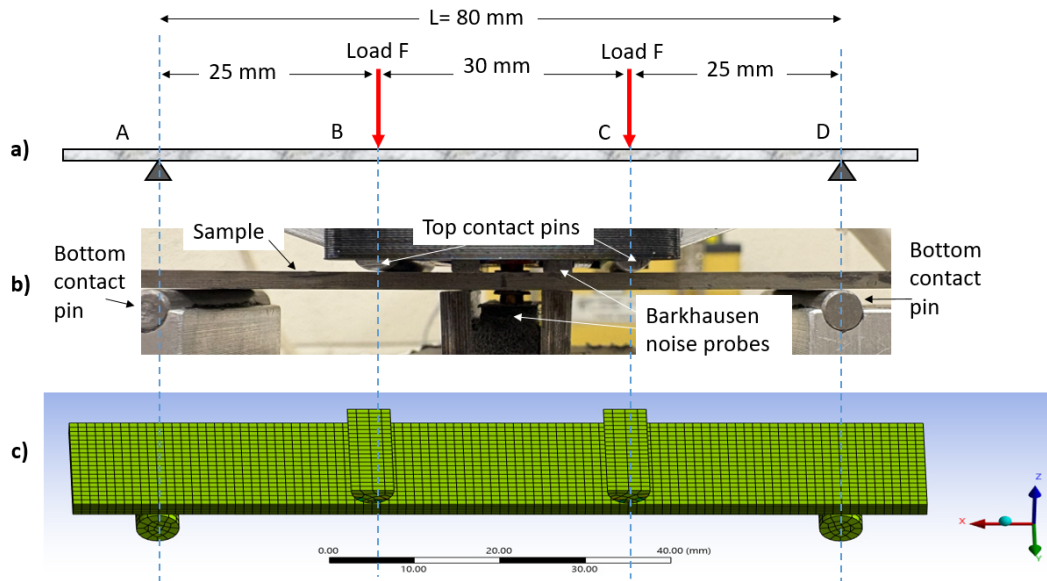 L= 80 mm
Load F
Load F
25 mm
30 mm
25 mm
A
B
C
D
a)
Sample
Top contact pins
Bottom
contact
pin
Bottom
contact
pin
b)
Barkhausen
noise probes
c)
Z
X
Y
0.00
20.00
40.00 (mm)
10.00
30.00